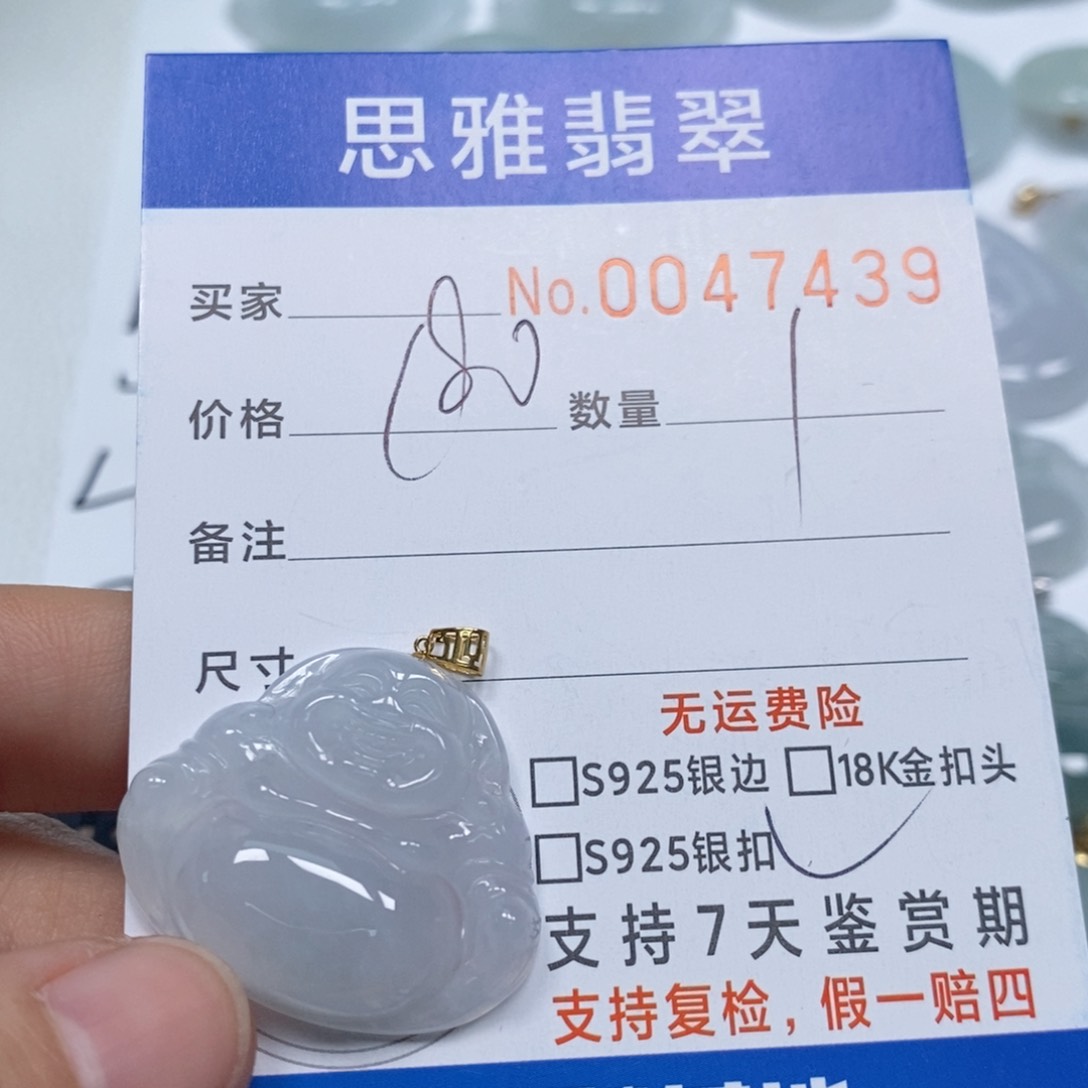 思雅翡翠
买家 No.0047439
价格 数量 1
备注
尺寸
无运费险
□S925银边 □18K金扣头
□S925银扣
支持7天鉴赏期
支持复检，假一赔四